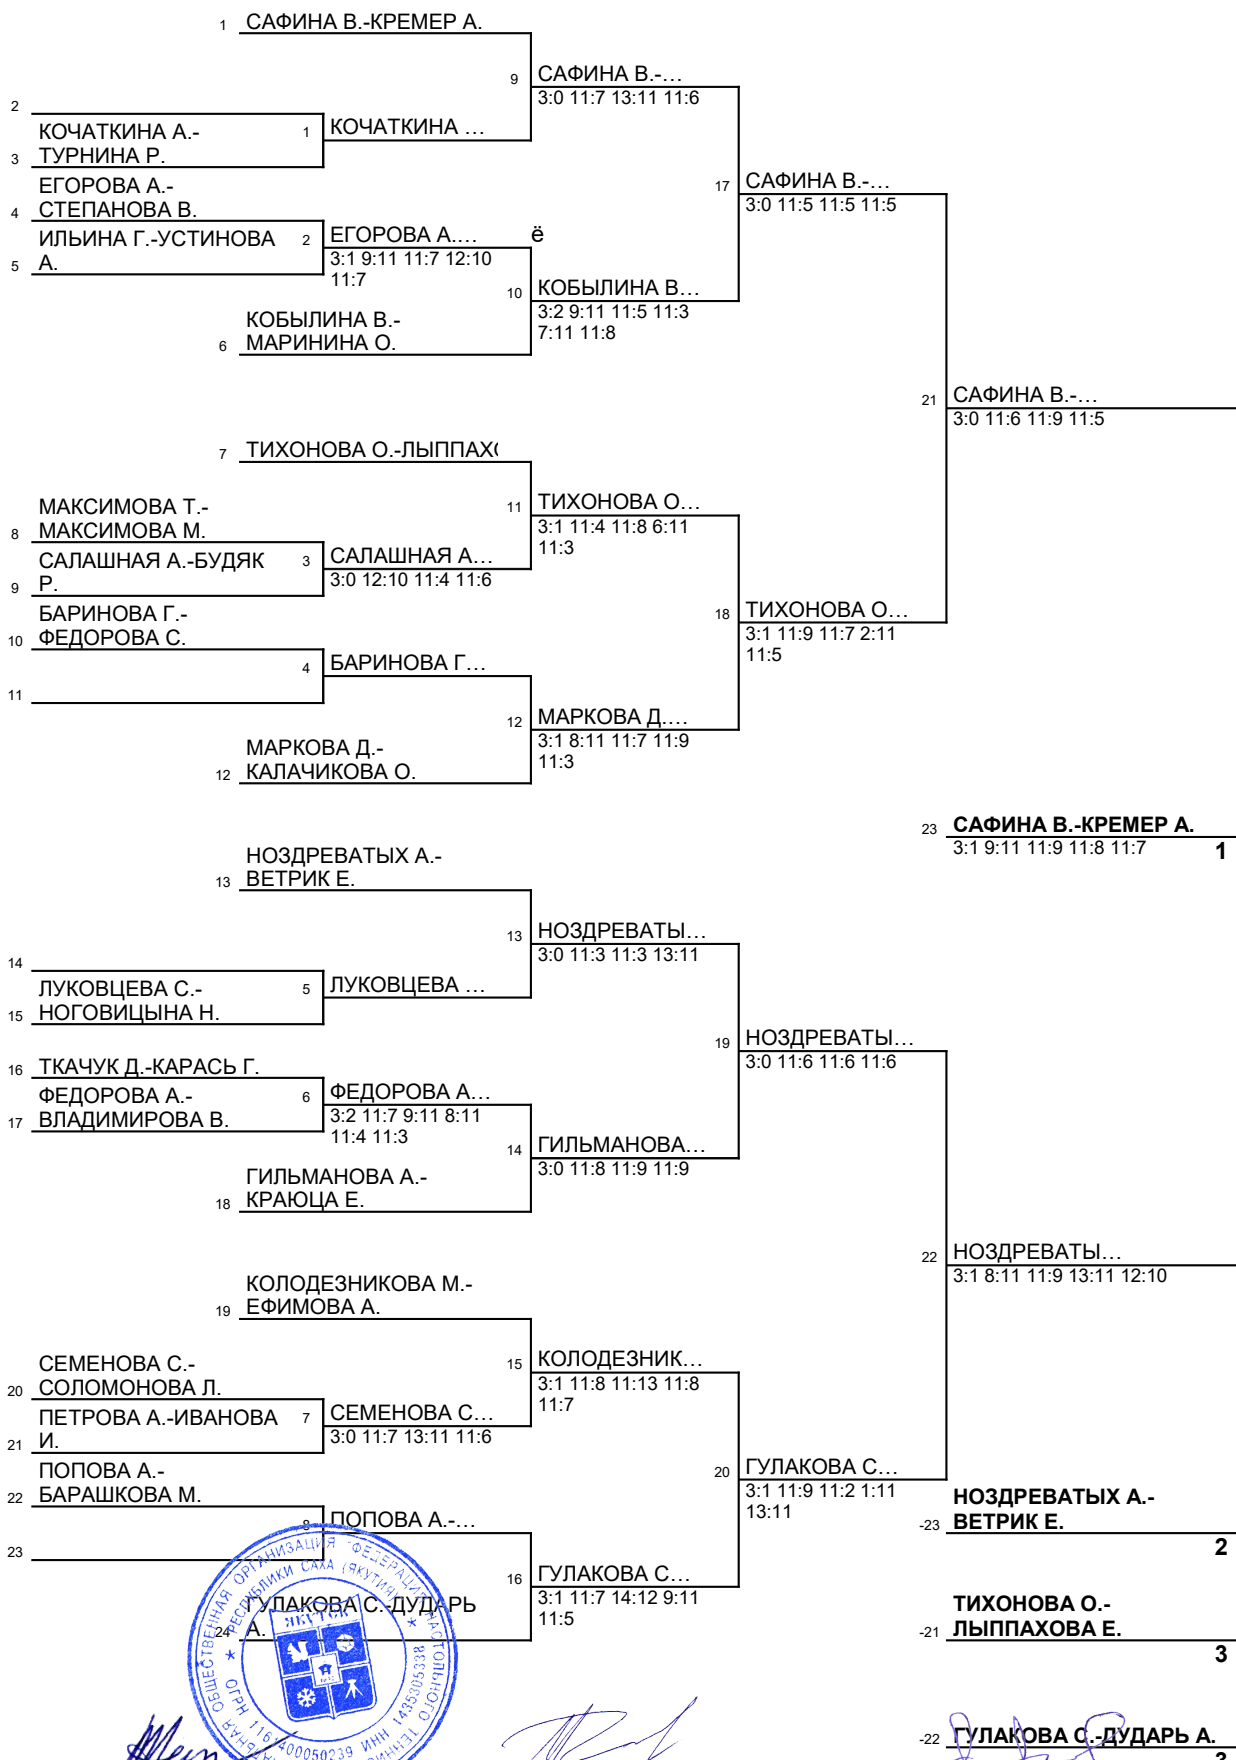 1 САФИНА В.-КРЕМЕР А.
9 САФИНА В.-...
3:0 11:7 13:11 11:6
2
КОЧАТКИНА А.-
3 ТУРНИНА Р.
1 КОЧАТКИНА ...
ЕГОРОВА А.-
4 СТЕПАНОВА В.
17 САФИНА В.-...
3:0 11:5 11:5 11:5
ИЛЬИНА Г.-УСТИНОВА
5 А.
2 ЕГОРОВА А....
3:1 9:11 11:7 12:10
11:7
ё
10 КОБЫЛИНА В...
3:2 9:11 11:5 11:3
7:11 11:8
КОБЫЛИНА В.-
6 МАРИНИНА О.
21 САФИНА В.-...
3:0 11:6 11:9 11:5
7 ТИХОНОВА О.-ЛЫППАХ
МАКСИМОВА Т.-
8 МАКСИМОВА М.
11 ТИХОНОВА О...
3:1 11:4 11:8 6:11
11:3
САЛАШНАЯ А.-БУДЯК
9 Р.
3 САЛАШНАЯ А...
3:0 12:10 11:4 11:6
БАРИНОВА Г.-
10 ФЕДОРОВА С.
18 ТИХОНОВА О...
3:1 11:9 11:7 2:11
11:5
4 БАРИНОВА Г...
11
12 МАРКОВА Д....
3:1 8:11 11:7 11:9
11:3
МАРКОВА Д.-
12 КАЛАЧИКОВА О.
23 САФИНА В.-КРЕМЕР А.
3:1 9:11 11:9 11:8 11:7 1
НОЗДРЕВАТЫХ А.-
13 ВЕТРИК Е.
13 НОЗДРЕВАТЫ...
3:0 11:3 11:3 13:11
14
ЛУКОВЦЕВА С.-
15 НОГОВИЦЫНА Н.
5 ЛУКОВЦЕВА ...
19 НОЗДРЕВАТЫ...
3:0 11:6 11:6 11:6
16 ТКАЧУК Д.-КАРАСЬ Г.
ФЕДОРОВА А.-
17 ВЛАДИМИРОВА В.
6 ФЕДОРОВА А...
3:2 11:7 9:11 8:11
11:4 11:3
14 ГИЛЬМАНОВА...
3:0 11:8 11:9 11:9
ГИЛЬМАНОВА А.-
18 КРАЮЦА Е.
22 НОЗДРЕВАТЫ...
3:1 8:11 11:9 13:11 12:10
КОЛОДЕЗНИКОВА М.-
19 ЕФИМОВА А.
15 КОЛОДЕЗНИК...
3:1 11:8 11:13 11:8
11:7
СЕМЕНОВА С.-
20 СОЛОМОНОВА Л.
ПЕТРОВА А.-ИВАНОВА
21 И.
7 СЕМЕНОВА С...
3:0 11:7 13:11 11:6
20 ГУЛАКОВА С...
3:1 11:9 11:2 1:11
13:11
ПОПОВА А.-
22 БАРАШКОВА М.
8 ПОПОВА А.-...
23
НОЗДРЕВАТЫХ А.-
-23 ВЕТРИК Е.
2
16 ГУЛАКОВА С...
3:1 11:7 14:12 9:11
11:5
ГУЛАКОВА С.-ДУДАРЬ
24 А.
ТИХОНОВА О.-
-21 ЛЫППАХОВА Е.
3
-22 ГУЛАКОВА С.-ДУДАРЬ А.
3
ОБЩЕСТВЕННАЯ ОРГАНИЗАЦИЯ "ФЕДЕРАЦИЯ НАСТОЛЬНОГО
РЕСПУБЛИКИ САХА (ЯКУТИЯ)
ОГРН 1161400050239 ИНН 1435305338
ЯКУТСК